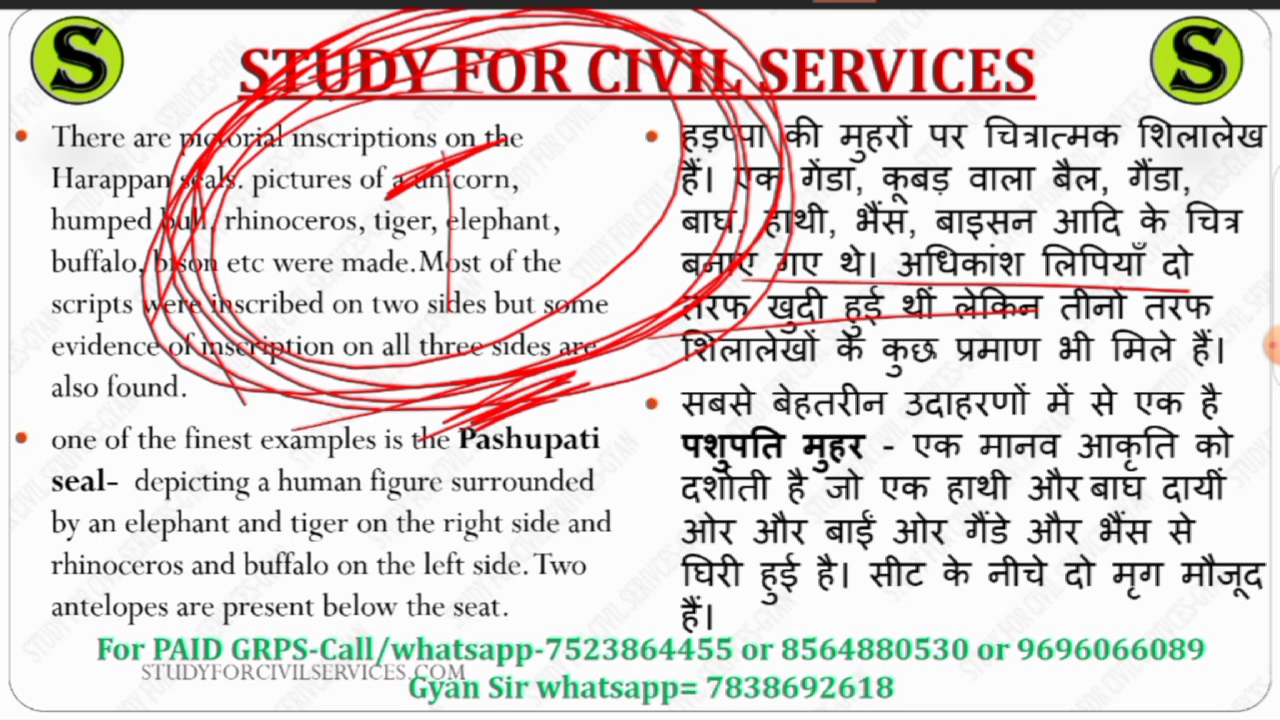 S
STUDY FOR CIVIL SERVICES
S
There are pictorial inscriptions on the
Harappan seals. pictures of a unicorn,
humped bull, rhinoceros, tiger, elephant,
buffalo, bison etc were made.Most of the
scripts were inscribed on two sides but some
evidence of inscription on all three sides are
also found.
one of the finest examples is the Pashupati
seal- depicting a human figure surrounded
by an elephant and tiger on the right side and
rhinoceros and buffalo on the left side. Two
antelopes are present below the seat.
हड़प्पा की मुहरों पर चित्रात्मक शिलालेख
हैं। एक गेंडा, कूबड़ वाला बैल, गैंडा,
बाघ, हाथी, भैंस, बाइसन आदि के चित्र
बनाए गए थे। अधिकांश लिपियाँ दो
तरफ खुदी हुई थीं लेकिन तीनों तरफ
शिलालेखों के कुछ प्रमाण भी मिले हैं।
सबसे बेहतरीन उदाहरणों में से एक है
पशुपति मुहर - एक मानव आकृति को
दर्शाती है जो एक हाथी और बाघ दायीं
ओर और बाईं ओर गैंडे और भैंस से
घिरी हुई है। सीट के नीचे दो मृग मौजूद
हैं।
For PAID GRPS-Call/whatsapp-7523864455 or 8564880530 or 9696066089
STUDYFORCIVILSERVICES.COM
Gyan Sir whatsapp= 7838692618